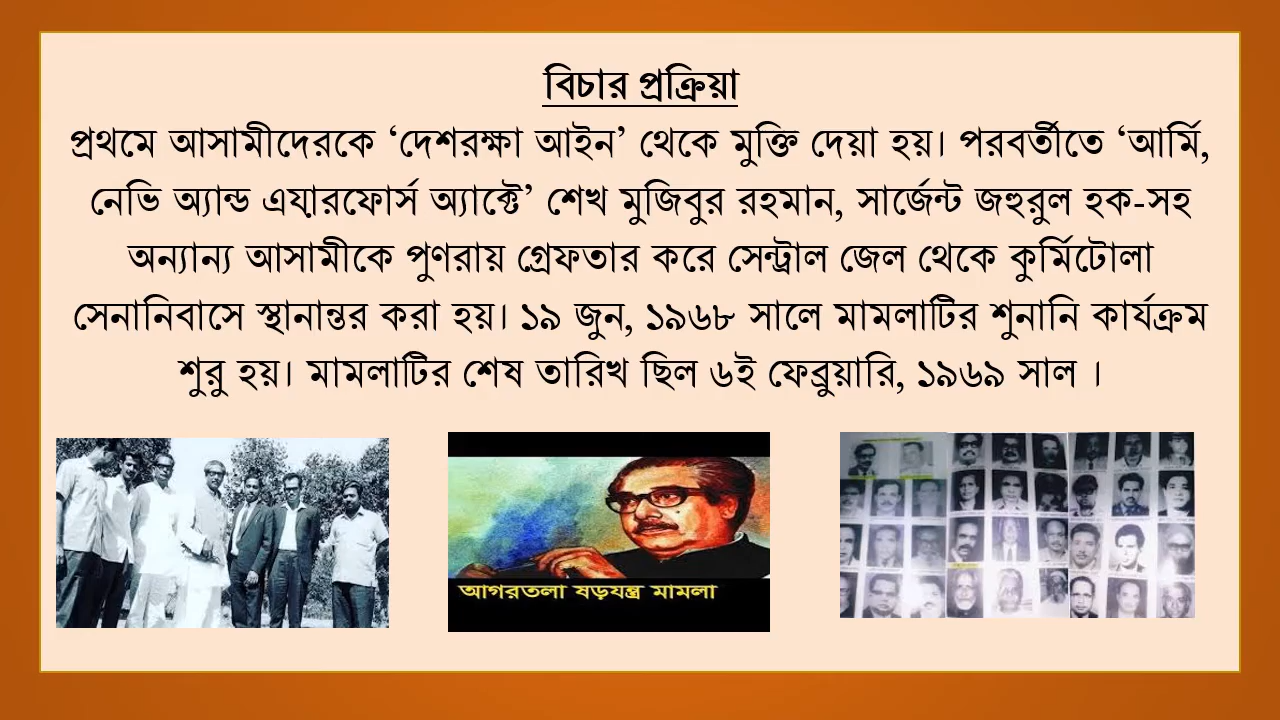 বিচার প্রক্রিয়া
প্রথমে আসামীদেরকে ‘দেশরক্ষা আইন’ থেকে মুক্তি দেয়া হয়। পরবর্তীতে ‘আর্মি,
নেভি অ্যান্ড এয়ারফোর্স অ্যাক্টে’ শেখ মুজিবুর রহমান, সার্জেন্ট জহুরুল হক-সহ
অন্যান্য আসামীকে পুণরায় গ্রেফতার করে সেন্ট্রাল জেল থেকে কুর্মিটোলা
সেনানিবাসে স্থানান্তর করা হয়। ১৯ জুন, ১৯৬৮ সালে মামলাটির শুনানি কার্যক্রম
শুরু হয়। মামলাটির শেষ তারিখ ছিল ৬ই ফেব্রুয়ারি, ১৯৬৯ সাল ।
আগরতলা ষড়যন্ত্র মামলা